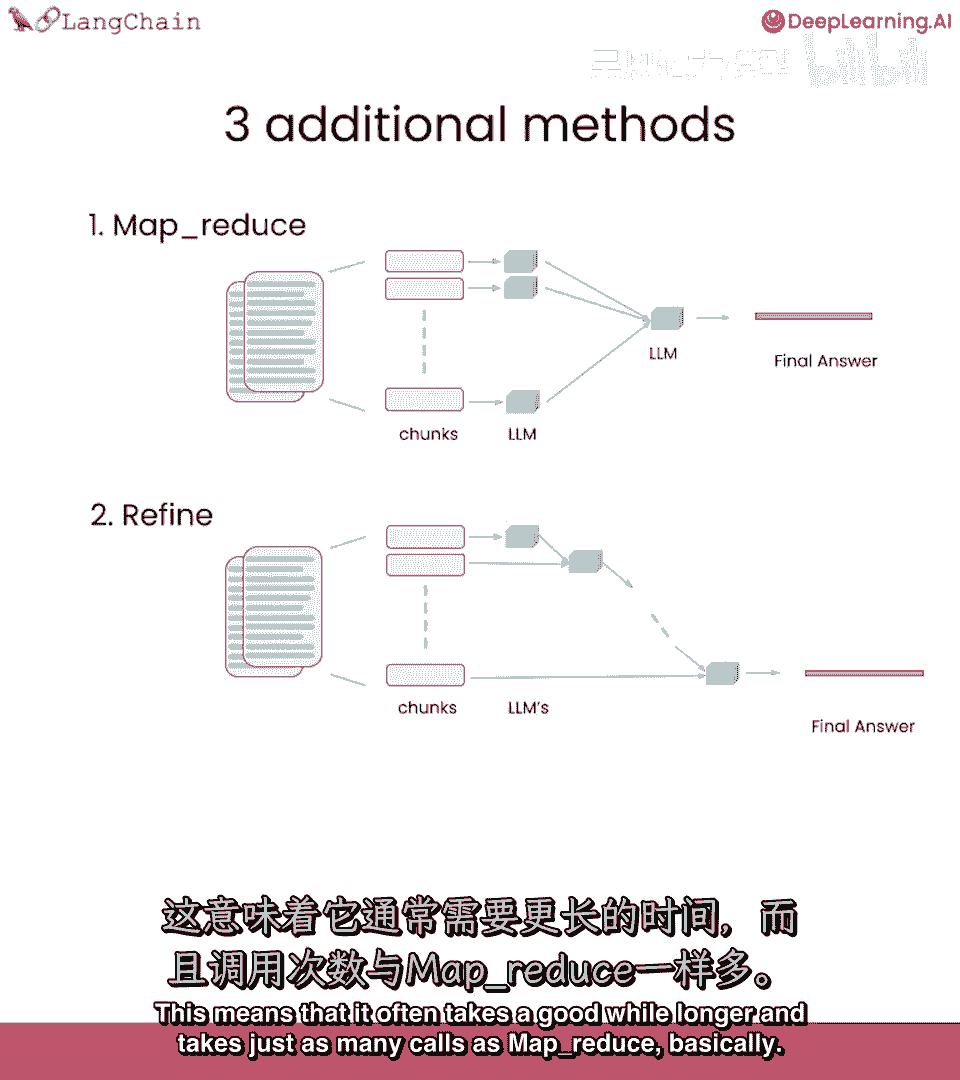 LangChain
DeepLearning.AI
3 additional methods
1. Map_reduce
LLM
Final Answer
chunks
LLM
2. Refine
chunks
LLM's
Final Answer
这意味着它通常需要更长的时间，而
且调用次数与Map_reduce一样多。
This means that it often takes a good while longer and
takes just as many calls as Map_reduce, basically.